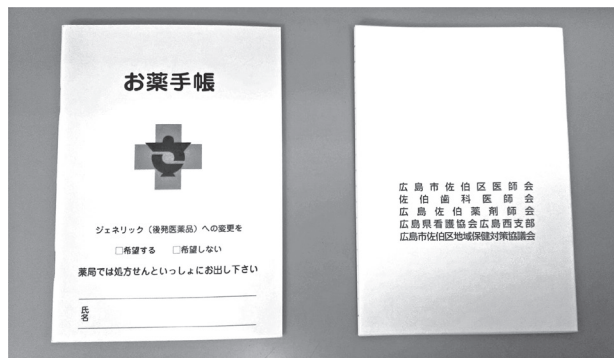 お薬手帳
ジェネリック（後発医薬品）への変更を
□希望する □希望しない
薬局では処方せんといっしょにお出し下さい
氏名
広島市佐伯区医師会
佐伯歯科医師会
広島佐伯薬剤師会
広島県看護協会広島西支部
広島市佐伯区地域保健対策協議会